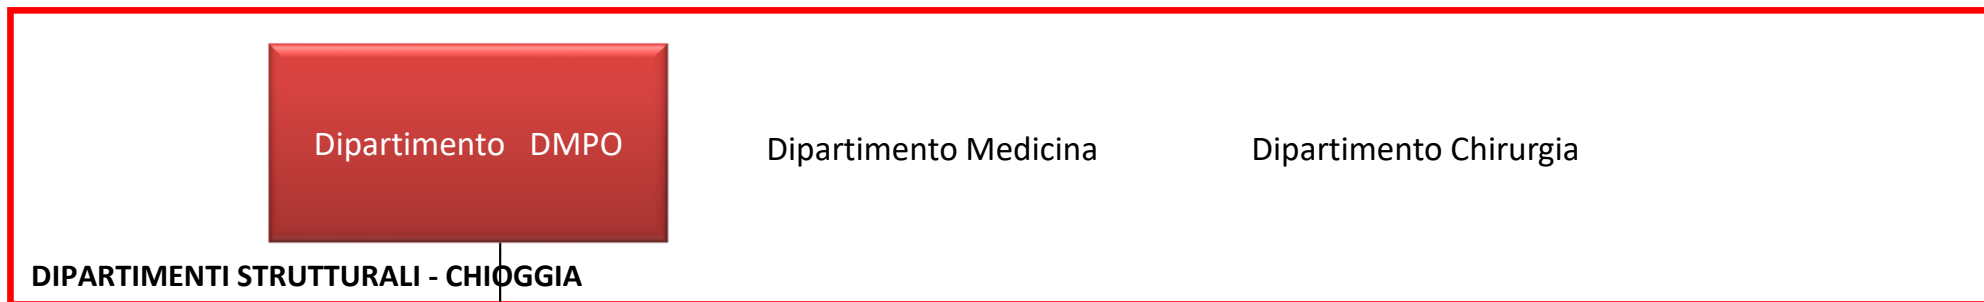 Dipartimento DMPO
Dipartimento Medicina
Dipartimento Chirurgia
DIPARTIMENTI STRUTTURALI - CHIOGGIA